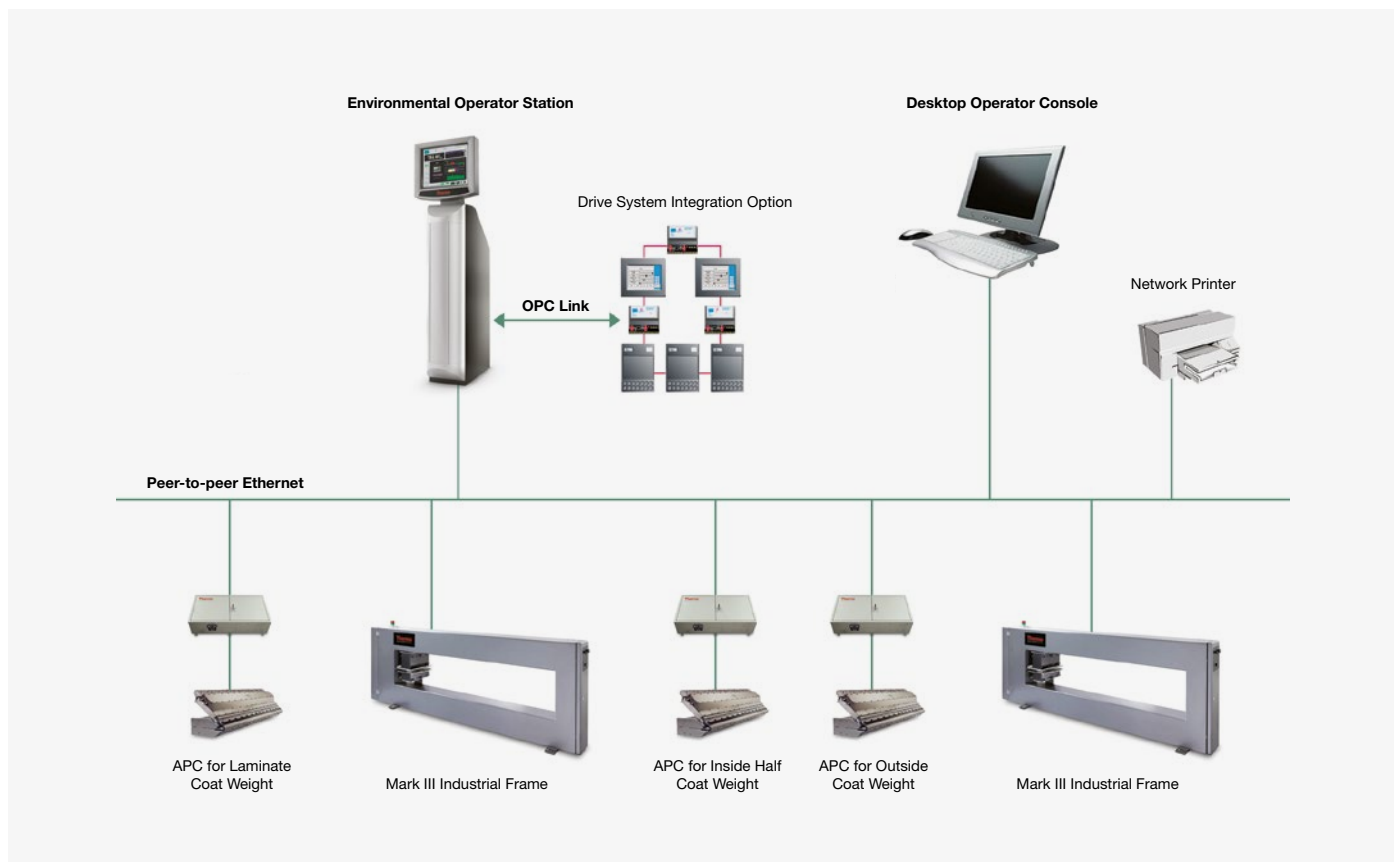 Environmental Operator Station
Desktop Operator Console
Drive System Integration Option
Network Printer
OPC Link
Peer-to-peer Ethernet
APC for Laminate
Coat Weight
Mark III Industrial Frame
APC for Inside Half
Coat Weight
APC for Outside
Coat Weight
Mark III Industrial Frame